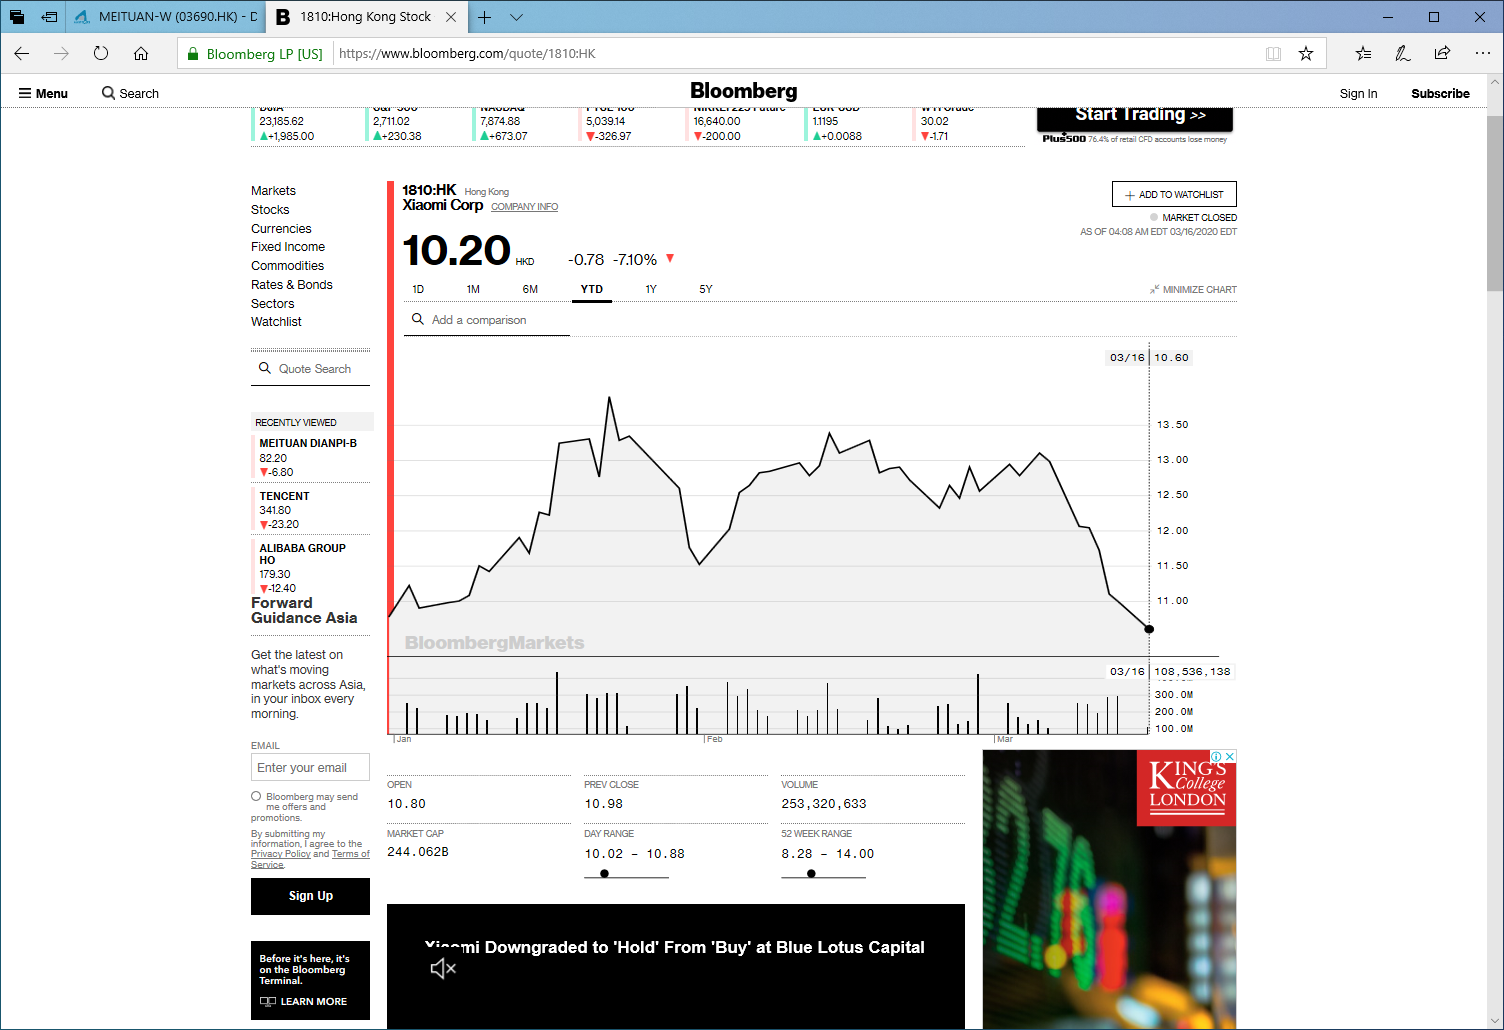 MEITUAN-W (03690.HK) - D
1810:Hong Kong Stock
Bloomberg LP [US]
https://www.bloomberg.com/quote/1810:HK
Menu
Search
Bloomberg
Sign In
Subscribe
DJIA
23,185.62
+1,985.00
S&P 500
2,711.02
+230.38
NASDAQ
7,874.88
+673.07
FTSE 100
5,039.14
-326.97
NIKKEI 225 Future
16,640.00
-200.00
EUR-USD
1.1195
+0.0088
WTI Crude
30.02
-1.71
Start Trading >>
Plus500 76.4% of retail CFD accounts lose money
Markets
Stocks
Currencies
Fixed Income
Commodities
Rates & Bonds
Sectors
Watchlist
Quote Search
RECENTLY VIEWED
MEITUAN DIANPI-B
82.20
-6.80
TENCENT
341.80
-23.20
ALIBABA GROUP
HO
179.30
-12.40
Forward
Guidance Asia
Get the latest on
what's moving
markets across Asia,
in your inbox every
morning.
EMAIL
Enter your email
Bloomberg may send
me offers and
promotions.
By submitting my
information, I agree to the
Privacy Policy and Terms of
Service.
Sign Up
Before it's here, it's
on the Bloomberg
Terminal.
LEARN MORE
1810:HK Hong Kong
Xiaomi Corp COMPANY INFO
10.20 HKD -0.78 -7.10%
+ ADD TO WATCHLIST
MARKET CLOSED
AS OF 04:08 AM EDT 03/16/2020 EDT
1D 1M 6M YTD 1Y 5Y
MINIMIZE CHART
Add a comparison
03/16 10.60
13.50
13.00
12.50
12.00
11.50
11.00
BloombergMarkets
03/16 108,536,138
300.0M
200.0M
100.0M
Jan Feb Mar
OPEN
10.80
PREV CLOSE
10.98
VOLUME
253,320,633
MARKET CAP
244.062B
DAY RANGE
10.02 - 10.88
52 WEEK RANGE
8.28 - 14.00
Xiaomi Downgraded to 'Hold' From 'Buy' at Blue Lotus Capital
KING'S
College
LONDON